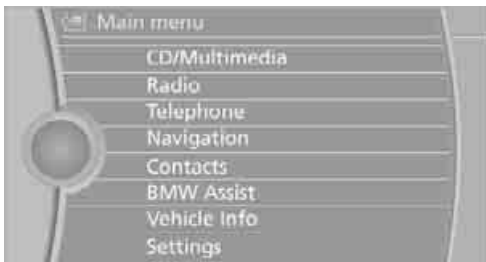 Main menu
CD/Multimedia
Radio
Telephone
Navigation
Contacts
BMW Assist
Vehicle Info
Settings